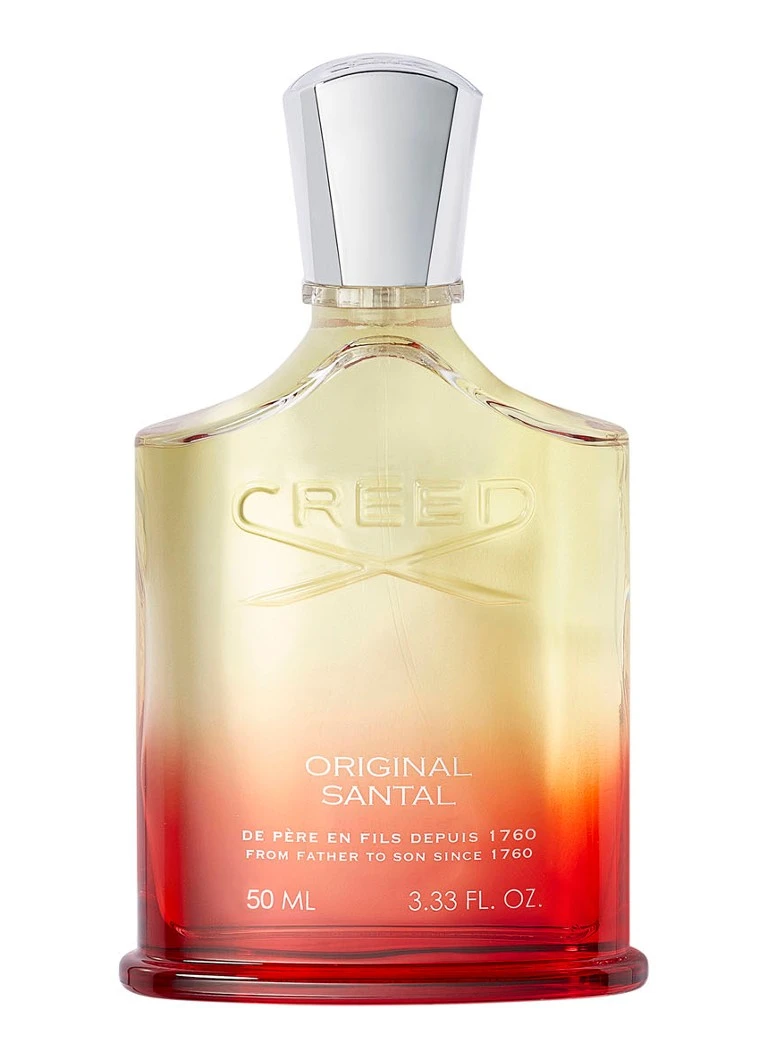 CREED
ORIGINAL
SANTAL
DE PÈRE EN FILS DEPUIS 1760
FROM FATHER TO SON SINCE 1760
50 ML 3.33 FL. OZ.